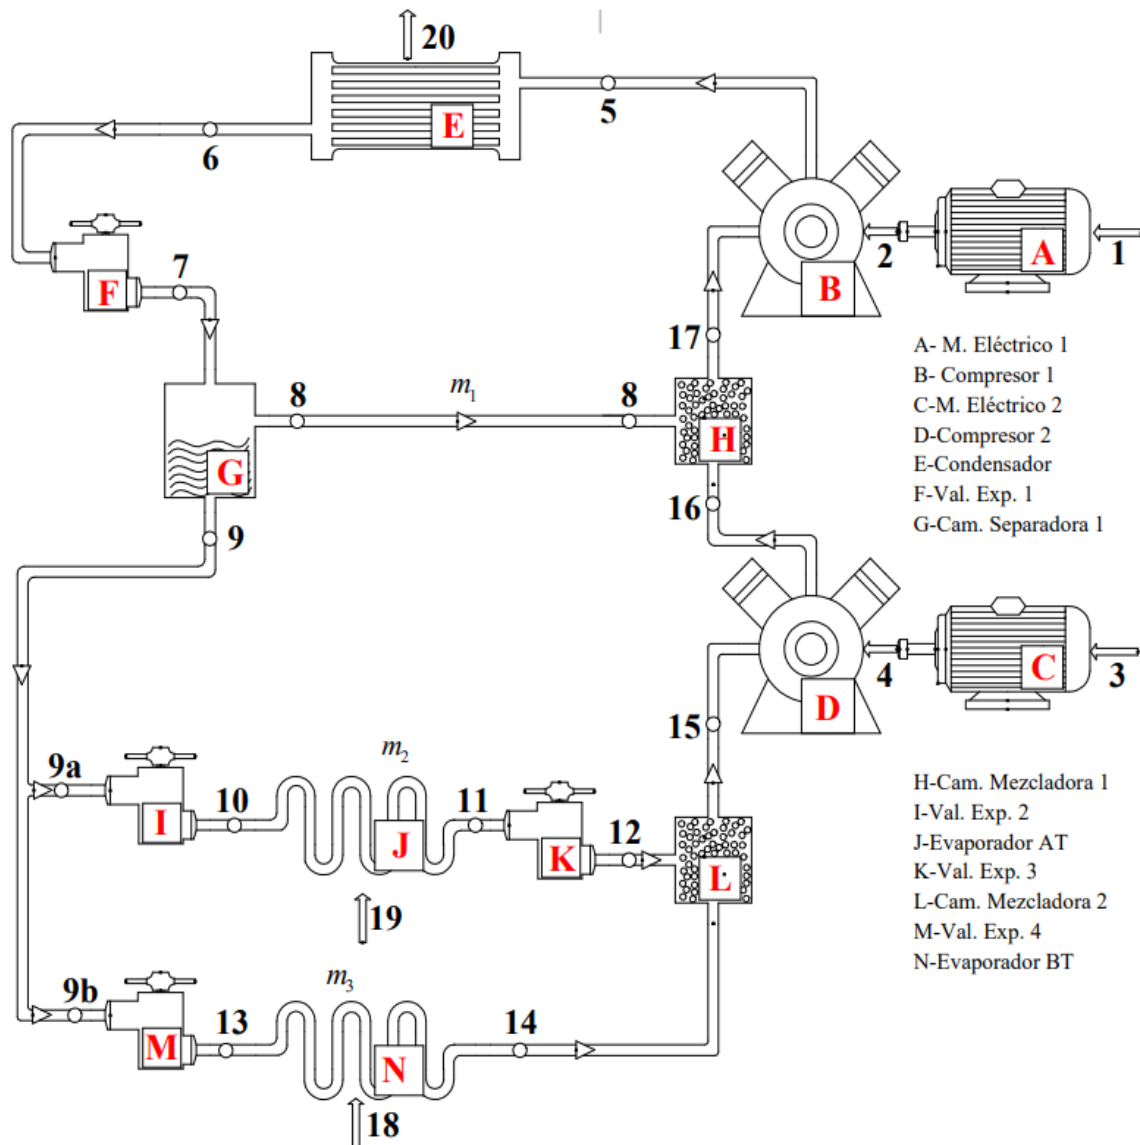 20
5
E
6
7
F
2
A
1
B
17
8
m₁
8
A- M. Eléctrico 1
B- Compresor 1
C-M. Eléctrico 2
D-Compresor 2
E-Condensador
F-Val. Exp. 1
G-Cam. Separadora 1
H
G
16
9
4
C
3
D
15
9a
m₂
10
11
I
J
12
K
L
H-Cam. Mezcladora 1
I-Val. Exp. 2
J-Evaporador AT
K-Val. Exp. 3
L-Cam. Mezcladora 2
M-Val. Exp. 4
N-Evaporador BT
19
9b
m₃
13
14
M
N
18